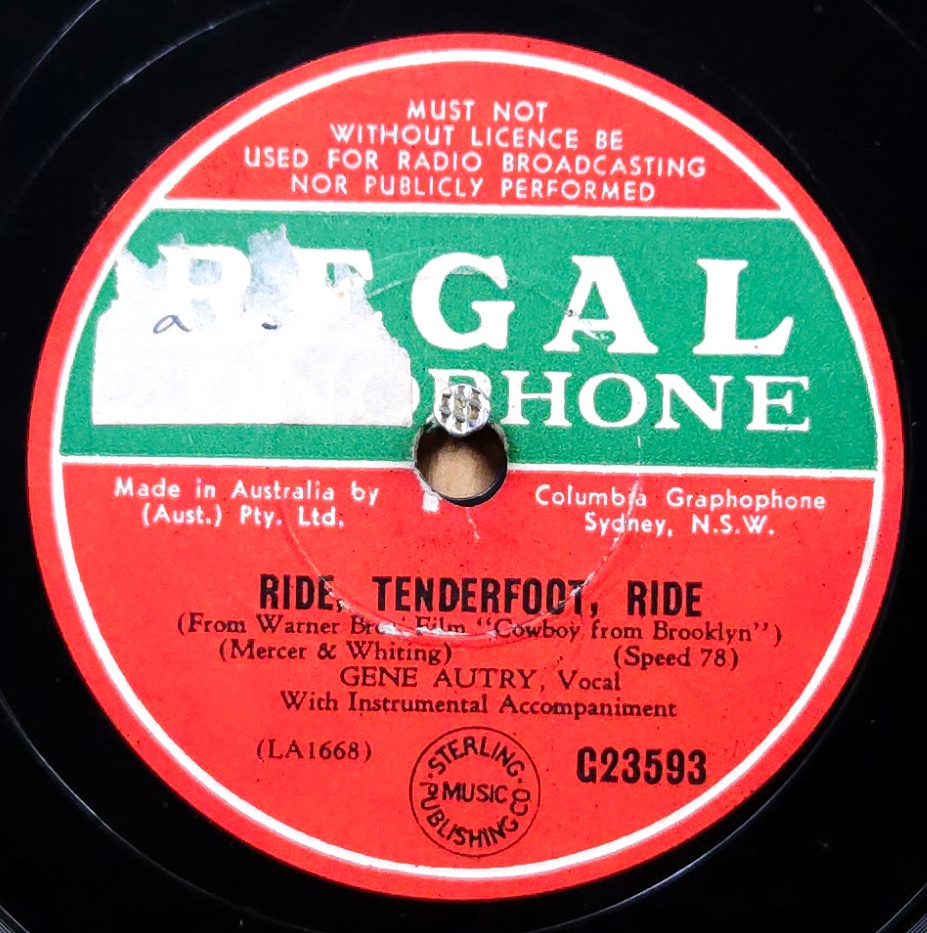 MUST NOT
WITHOUT LICENCE BE
USED FOR RADIO BROADCASTING
NOR PUBLICLY PERFORMED
a
REGAL
ZONOPHONE
Made in Australia by Columbia Graphophone
(Aust.) Pty. Ltd. Sydney, N.S.W.
RIDE, TENDERFOOT, RIDE
(From Warner Bros' Film "Cowboy from Brooklyn")
(Mercer & Whiting) (Speed 78)
GENE AUTRY, Vocal
With Instrumental Accompaniment
(LA1668) G23593
STERLING
MUSIC
PUBLISHING CO.